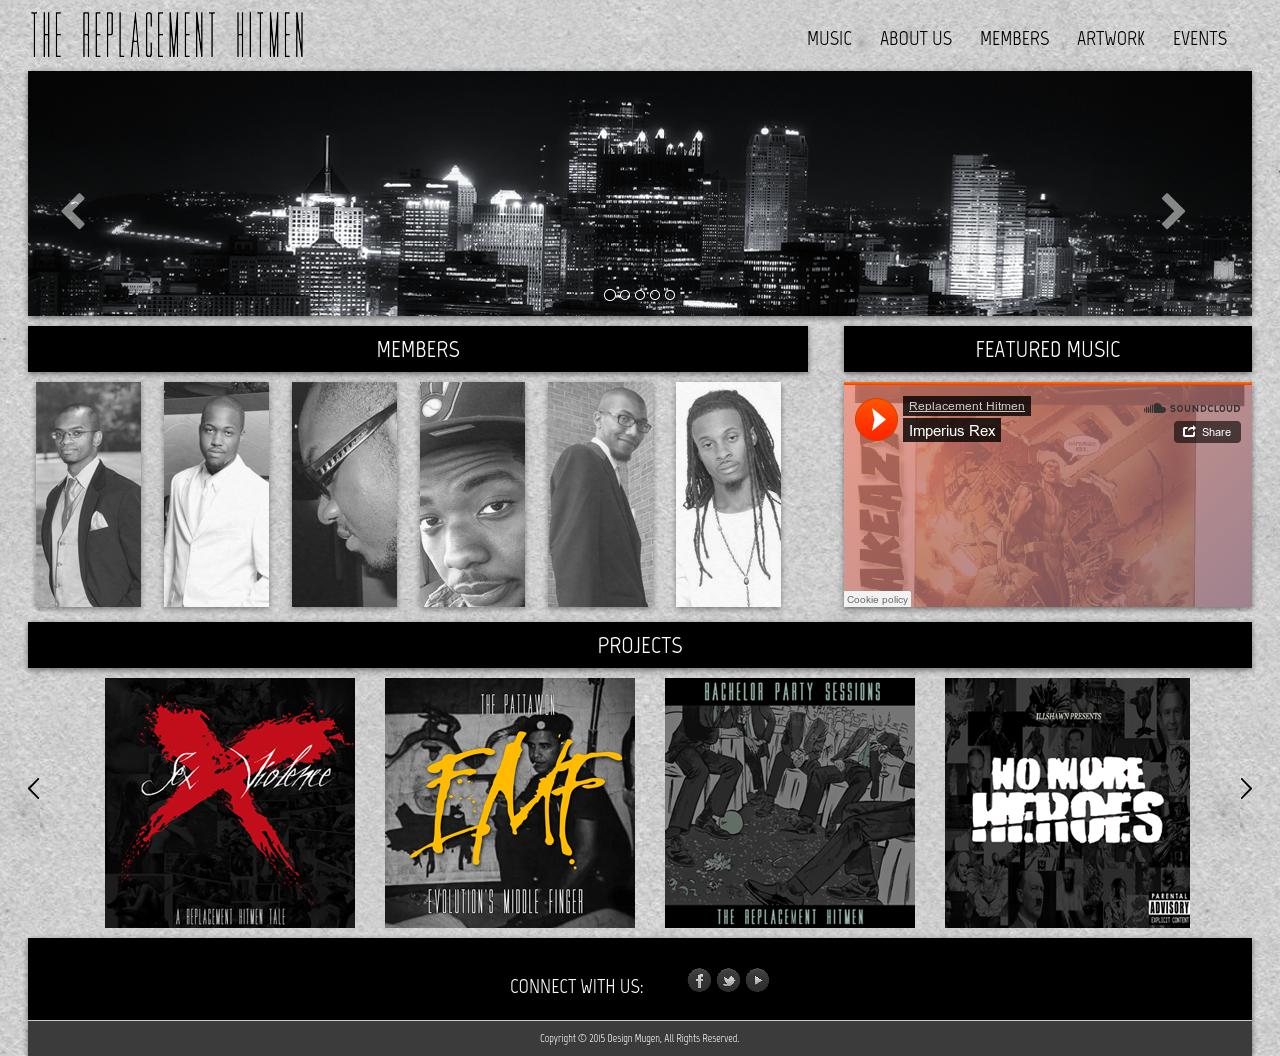 THE REPLACEMENT HITMEN
MUSIC
ABOUT US
MEMBERS
ARTWORK
EVENTS
MEMBERS
FEATURED MUSIC
Replacement Hitmen
Imperius Rex
SOUNDCLOUD
Share
AKEAZ
Cookie policy
PROJECTS
Sex Violence
A REPLACEMENT HITMEN TALE
THE PATTAWON
EMF
EVOLUTION'S MIDDLE FINGER
BACHELOR PARTY SESSIONS
THE REPLACEMENT HITMEN
ILLSHAWN PRESENTS
NO MORE
HEROES
PARENTAL
ADVISORY
EXPLICIT CONTENT
CONNECT WITH US:
Copyright © 2015 Design Mugen, All Rights Reserved.